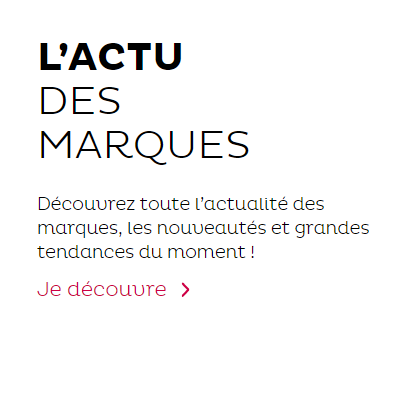 L’ACTU
DES
MARQUES
Découvrez toute l’actualité des
marques, les nouveautés et grandes
tendances du moment !
Je découvre